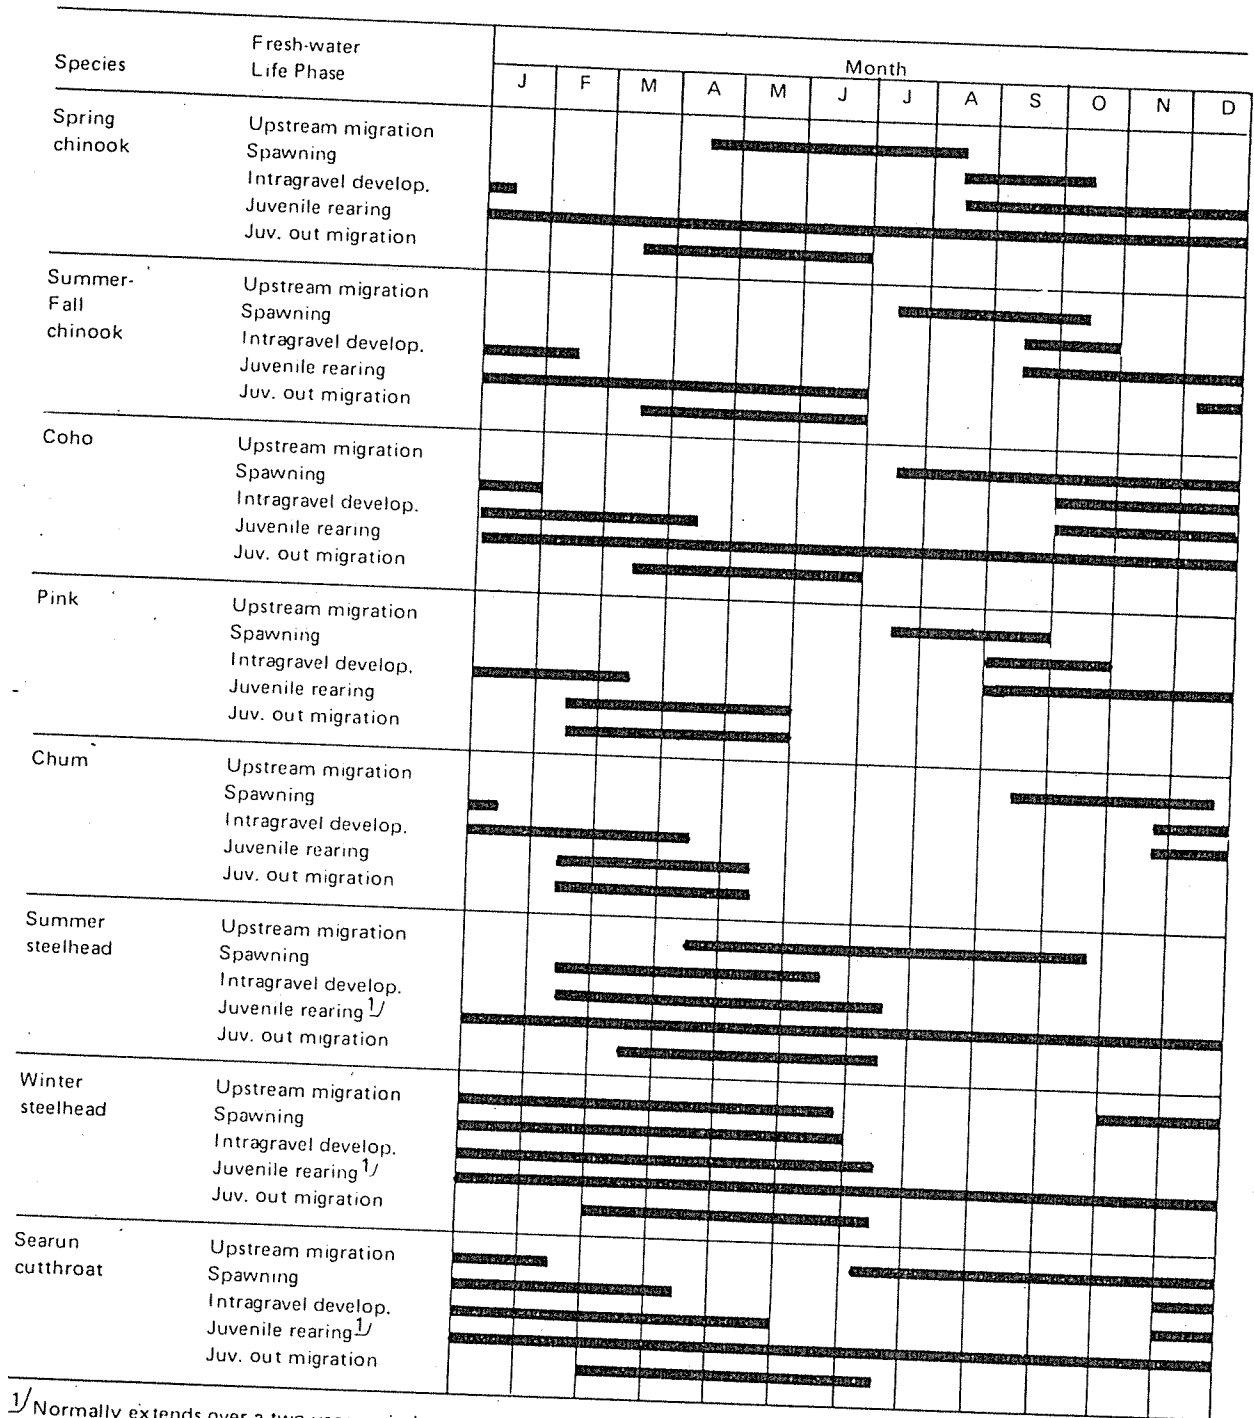 Species
Fresh-water
Life Phase
Month
J F M A M J J A S O N D
Spring
chinook
Upstream migration
Spawning
Intragravel develop.
Juvenile rearing
Juv. out migration
Summer-
Fall
chinook
Upstream migration
Spawning
Intragravel develop.
Juvenile rearing
Juv. out migration
Coho
Upstream migration
Spawning
Intragravel develop.
Juvenile rearing
Juv. out migration
Pink
Upstream migration
Spawning
Intragravel develop.
Juvenile rearing
Juv. out migration
Chum
Upstream migration
Spawning
Intragravel develop.
Juvenile rearing
Juv. out migration
Summer
steelhead
Upstream migration
Spawning
Intragravel develop.
Juvenile rearing 1/
Juv. out migration
Winter
steelhead
Upstream migration
Spawning
Intragravel develop.
Juvenile rearing 1/
Juv. out migration
Searun
cutthroat
Upstream migration
Spawning
Intragravel develop.
Juvenile rearing 1/
Juv. out migration
1/ Normally extends over a two